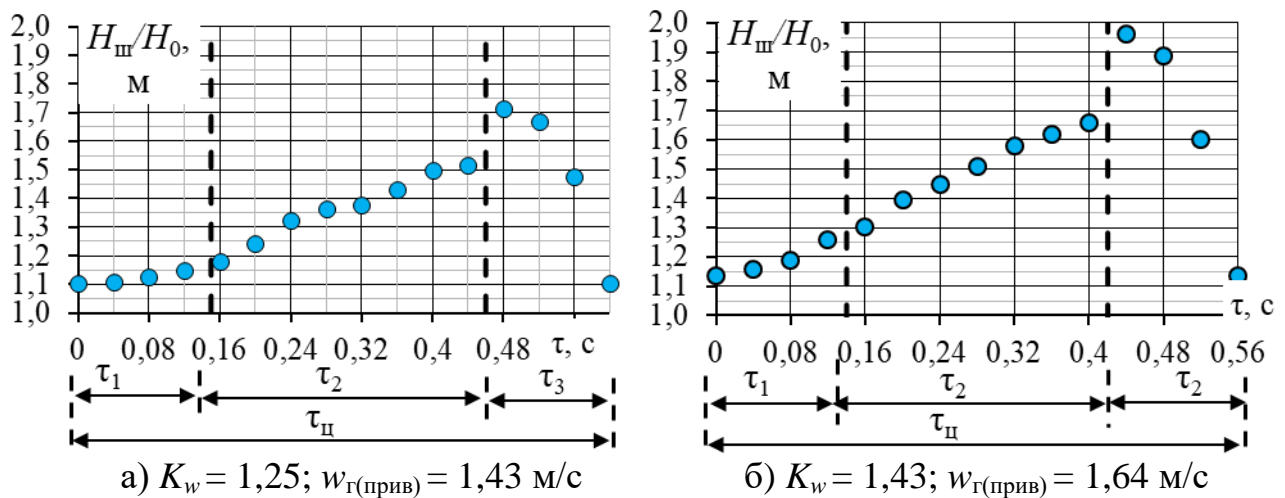 2,0
1,9
1,8
1,7
1,6
1,5
1,4
1,3
1,2
1,1
1,0
Hш/H0,
м
0 0,08 0,16 0,24 0,32 0,4 0,48 τ, с
τ1 τ2 τ3
τц
а) Kw = 1,25; wг(прив) = 1,43 м/с
2,0
1,9
1,8
1,7
1,6
1,5
1,4
1,3
1,2
1,1
1,0
Hш/H0,
м
τ, с
0 0,08 0,16 0,24 0,32 0,4 0,48 0,56
τ1 τ2 τ2
τц
б) Kw = 1,43; wг(прив) = 1,64 м/с